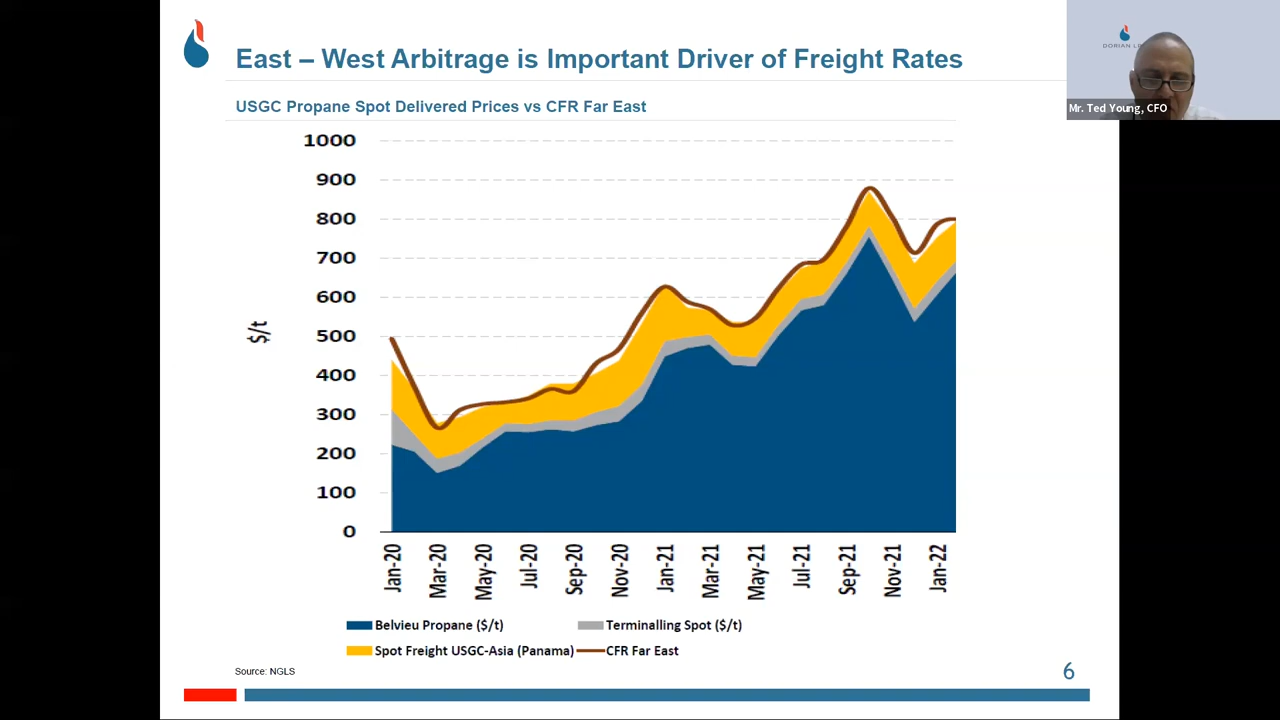 East – West Arbitrage is Important Driver of Freight Rates
USGC Propane Spot Delivered Prices vs CFR Far East
Mr. Ted Young, CFO
1000
900
800
700
600
500
400
300
200
100
0
$/t
Jan-20
Mar-20
May-20
Jul-20
Sep-20
Nov-20
Jan-21
Mar-21
May-21
Jul-21
Sep-21
Nov-21
Jan-22
Belvieu Propane ($/t)
Terminalling Spot ($/t)
Spot Freight USGC-Asia (Panama)
CFR Far East
Source: NGLS
6